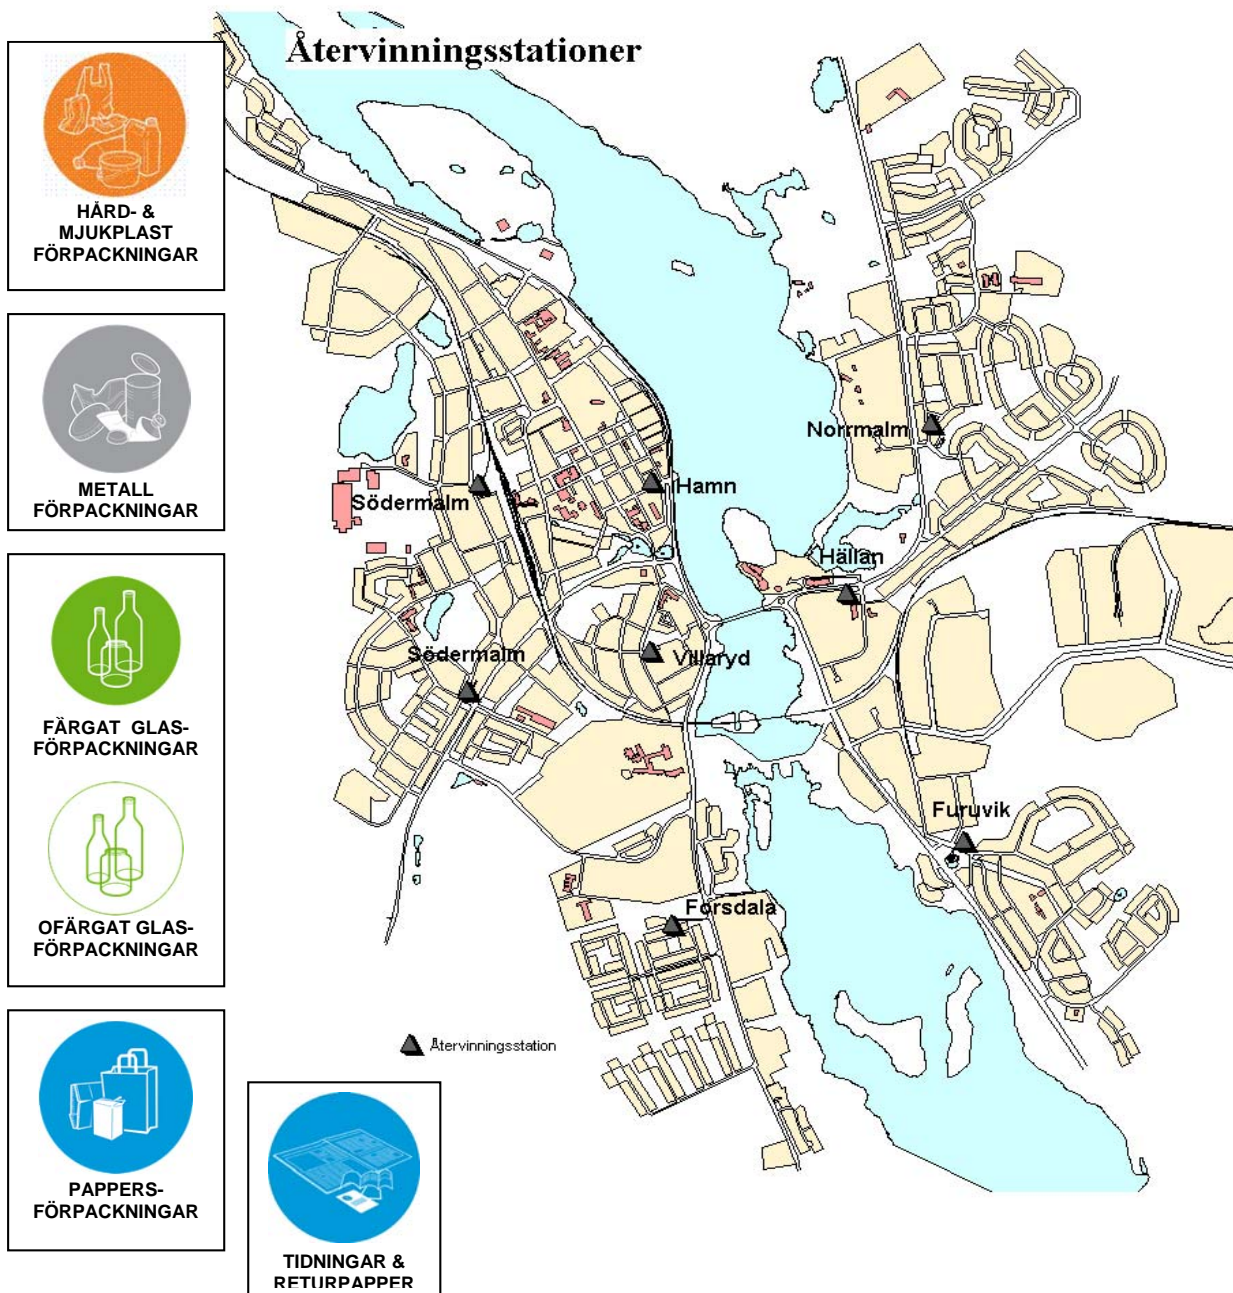 Återvinningsstationer
HÅRD- &
MJUKPLAST
FÖRPACKNINGAR
METALL
FÖRPACKNINGAR
FÄRGAT GLAS-
FÖRPACKNINGAR
OFÄRGAT GLAS-
FÖRPACKNINGAR
PAPPERS-
FÖRPACKNINGAR
TIDNINGAR &
RETURPAPPER
Norrmalm
Södermalm
Hamn
Hällan
Södermalm
Villaryd
Furuvik
Forsdala
Återvinningsstation